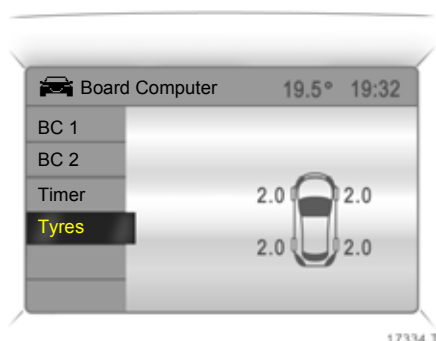 Board Computer 19.5° 19:32
BC 1
BC 2
Timer
Tyres
2.0 2.0
2.0 2.0
17334 T